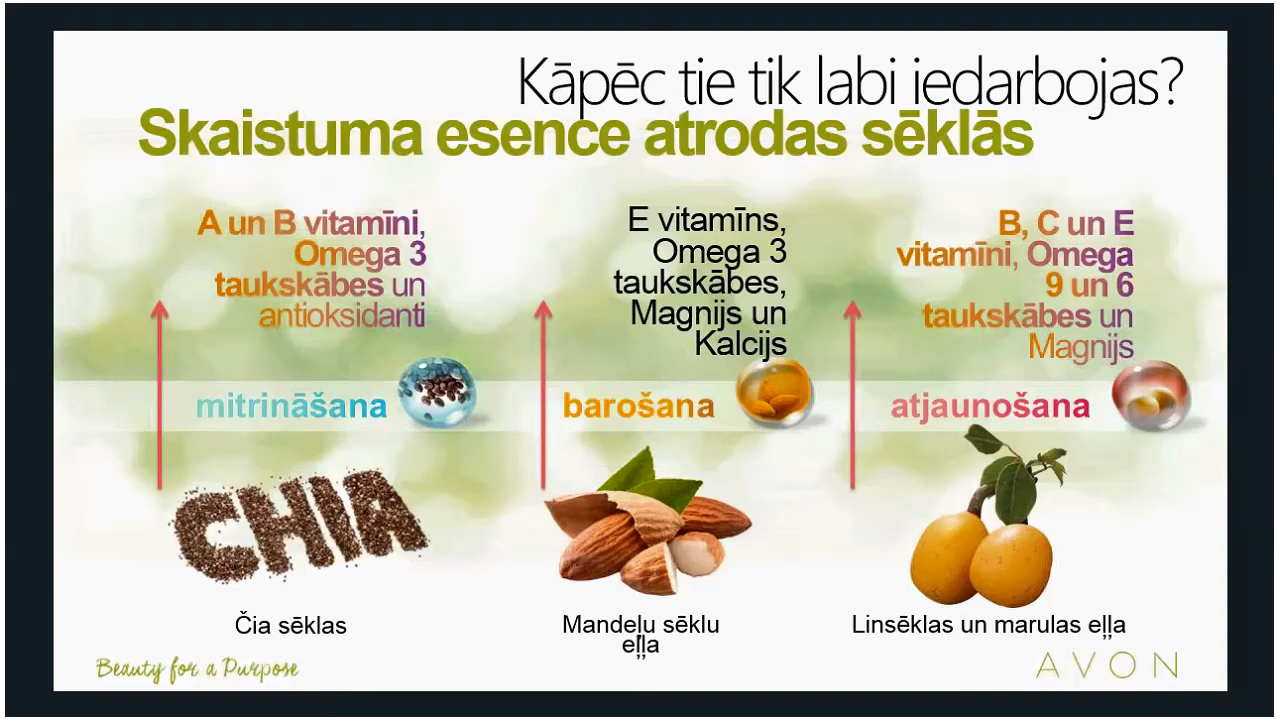 Kāpēc tie tik labi iedarbojas?
Skaistuma esence atrodas sēklās
A un B vitamīni,
Omega 3
taukskābes un
antioksidanti
mitrināšana
CHIA
Čia sēklas
E vitamīns,
Omega 3
taukskābes,
Magnijs un
Kalcijs
barošana
Mandeļu sēklu
eļļa
B, C un E
vitamīni, Omega
9 un 6
taukskābes un
Magnijs
atjaunošana
Linsēklas un marulas eļļa
Beauty for a Purpose
AVON